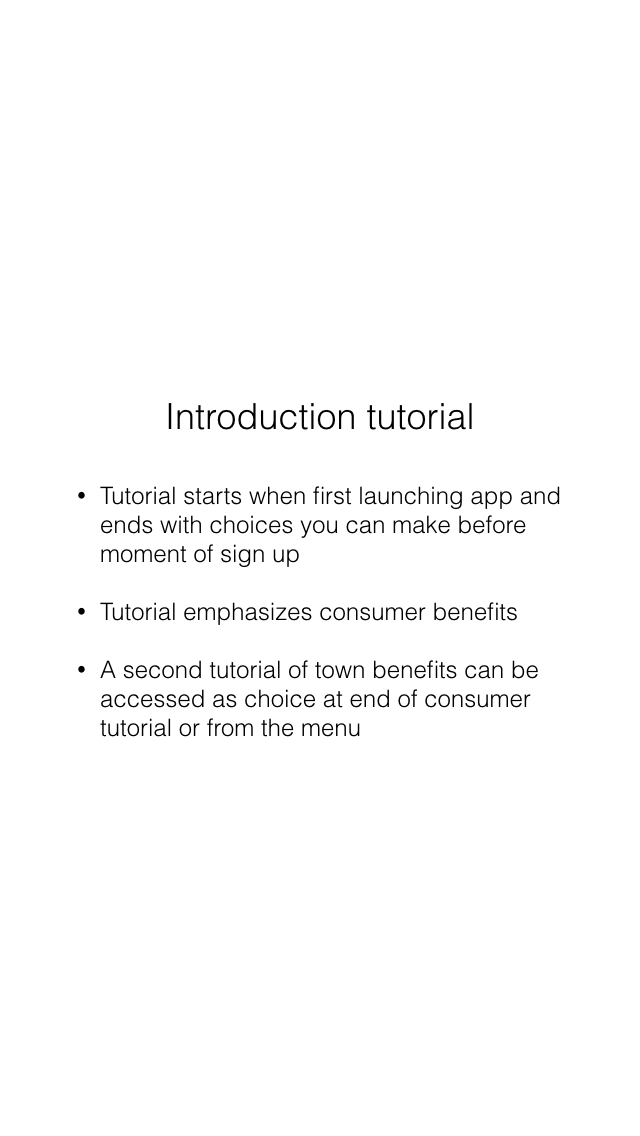 Introduction tutorial
• Tutorial starts when first launching app and
ends with choices you can make before
moment of sign up
• Tutorial emphasizes consumer benefits
• A second tutorial of town benefits can be
accessed as choice at end of consumer
tutorial or from the menu